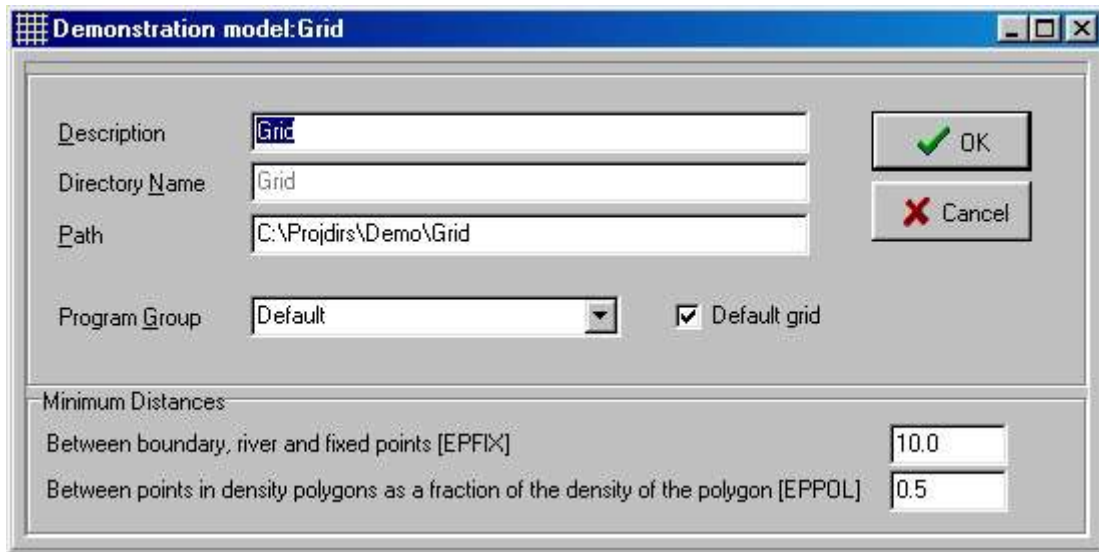 Demonstration model:Grid
Description Grid
OK
Directory Name Grid
Cancel
Path C:\Projdirs\Demo\Grid
Program Group Default Default grid
Minimum Distances
Between boundary, river and fixed points [EPFIX] 10.0
Between points in density polygons as a fraction of the density of the polygon [EPPOL] 0.5